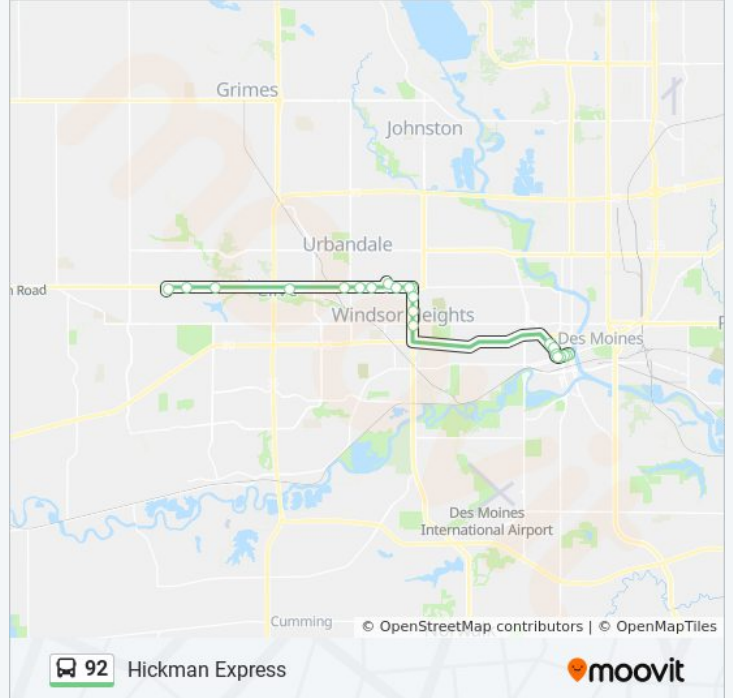 Grimes
Johnston
Urbandale
Road
Clive
Windsor Heights
Des Moines
Des Moines
International Airport
Cumming
© OpenStreetMap contributors | © OpenMapTiles
92 Hickman Express
moovit